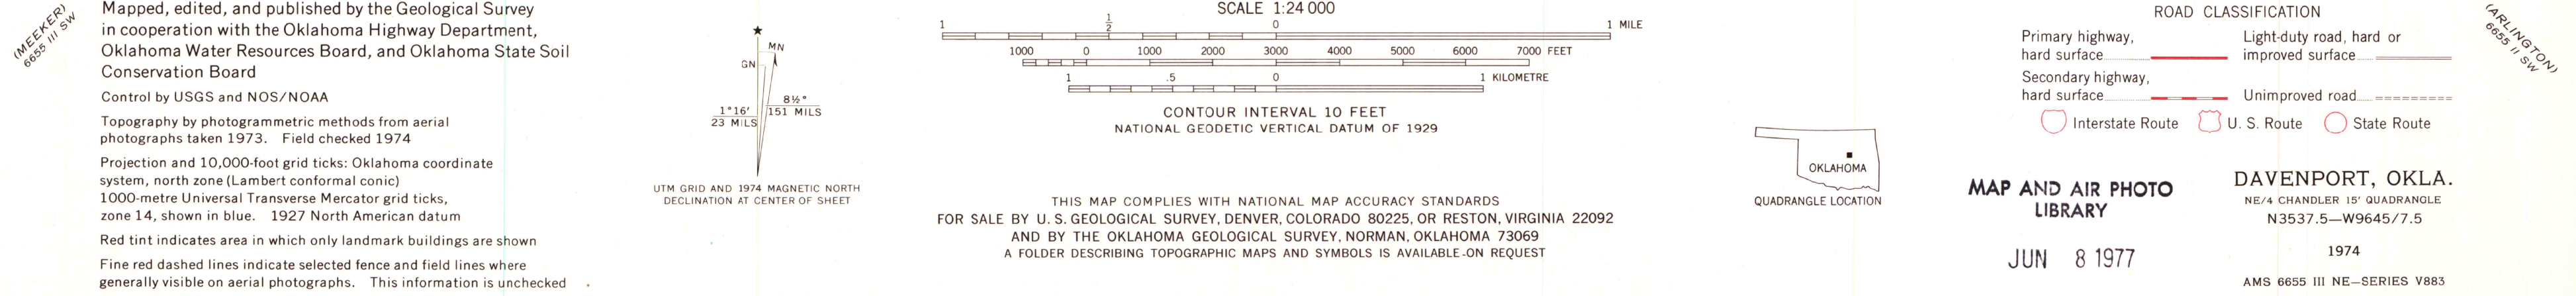 (MEEKER)
6655 III SW
Mapped, edited, and published by the Geological Survey
in cooperation with the Oklahoma Highway Department,
Oklahoma Water Resources Board, and Oklahoma State Soil
Conservation Board
Control by USGS and NOS/NOAA
Topography by photogrammetric methods from aerial
photographs taken 1973. Field checked 1974
Projection and 10,000-foot grid ticks: Oklahoma coordinate
system, north zone (Lambert conformal conic)
1000-metre Universal Transverse Mercator grid ticks,
zone 14, shown in blue. 1927 North American datum
Red tint indicates area in which only landmark buildings are shown
Fine red dashed lines indicate selected fence and field lines where
generally visible on aerial photographs. This information is unchecked
★
MN
GN
1°16′
23 MILS
8½°
151 MILS
UTM GRID AND 1974 MAGNETIC NORTH
DECLINATION AT CENTER OF SHEET
SCALE 1:24 000
1 ½ 0 1 MILE
1000 0 1000 2000 3000 4000 5000 6000 7000 FEET
1 .5 0 1 KILOMETRE
CONTOUR INTERVAL 10 FEET
NATIONAL GEODETIC VERTICAL DATUM OF 1929
THIS MAP COMPLIES WITH NATIONAL MAP ACCURACY STANDARDS
FOR SALE BY U. S. GEOLOGICAL SURVEY, DENVER, COLORADO 80225, OR RESTON, VIRGINIA 22092
AND BY THE OKLAHOMA GEOLOGICAL SURVEY, NORMAN, OKLAHOMA 73069
A FOLDER DESCRIBING TOPOGRAPHIC MAPS AND SYMBOLS IS AVAILABLE ON REQUEST
OKLAHOMA
QUADRANGLE LOCATION
ROAD CLASSIFICATION
Primary highway,
hard surface
Light-duty road, hard or
improved surface
Secondary highway,
hard surface
Unimproved road
Interstate Route U. S. Route State Route
(ARLINGTON)
6655 II SW
MAP AND AIR PHOTO
LIBRARY
JUN 8 1977
DAVENPORT, OKLA.
NE/4 CHANDLER 15′ QUADRANGLE
N3537.5—W9645/7.5
1974
AMS 6655 III NE—SERIES V883